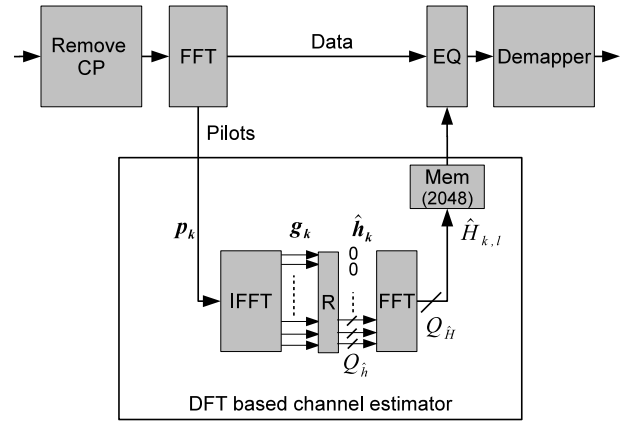 Remove
CP
FFT
Data
EQ
Demapper
Pilots
Mem
(2048)
p_k
g_k
ĥ_k
Ĥ_{k,l}
0
0
IFFT
R
FFT
Q_ĥ
Q_Ĥ
DFT based channel estimator